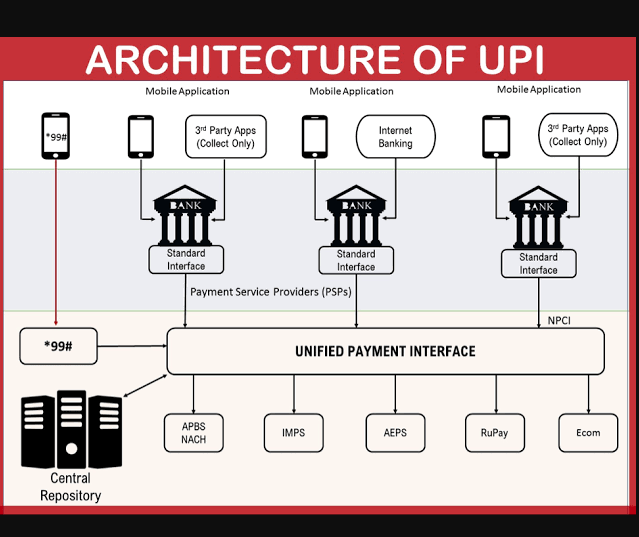 ARCHITECTURE OF UPI
Mobile Application
Mobile Application
Mobile Application
*99#
3rd Party Apps
(Collect Only)
Internet
Banking
3rd Party Apps
(Collect Only)
BANK
BANK
BANK
Standard
Interface
Standard
Interface
Standard
Interface
Payment Service Providers (PSPs)
NPCI
*99#
UNIFIED PAYMENT INTERFACE
APBS
NACH
IMPS
AEPS
RuPay
Ecom
Central
Repository